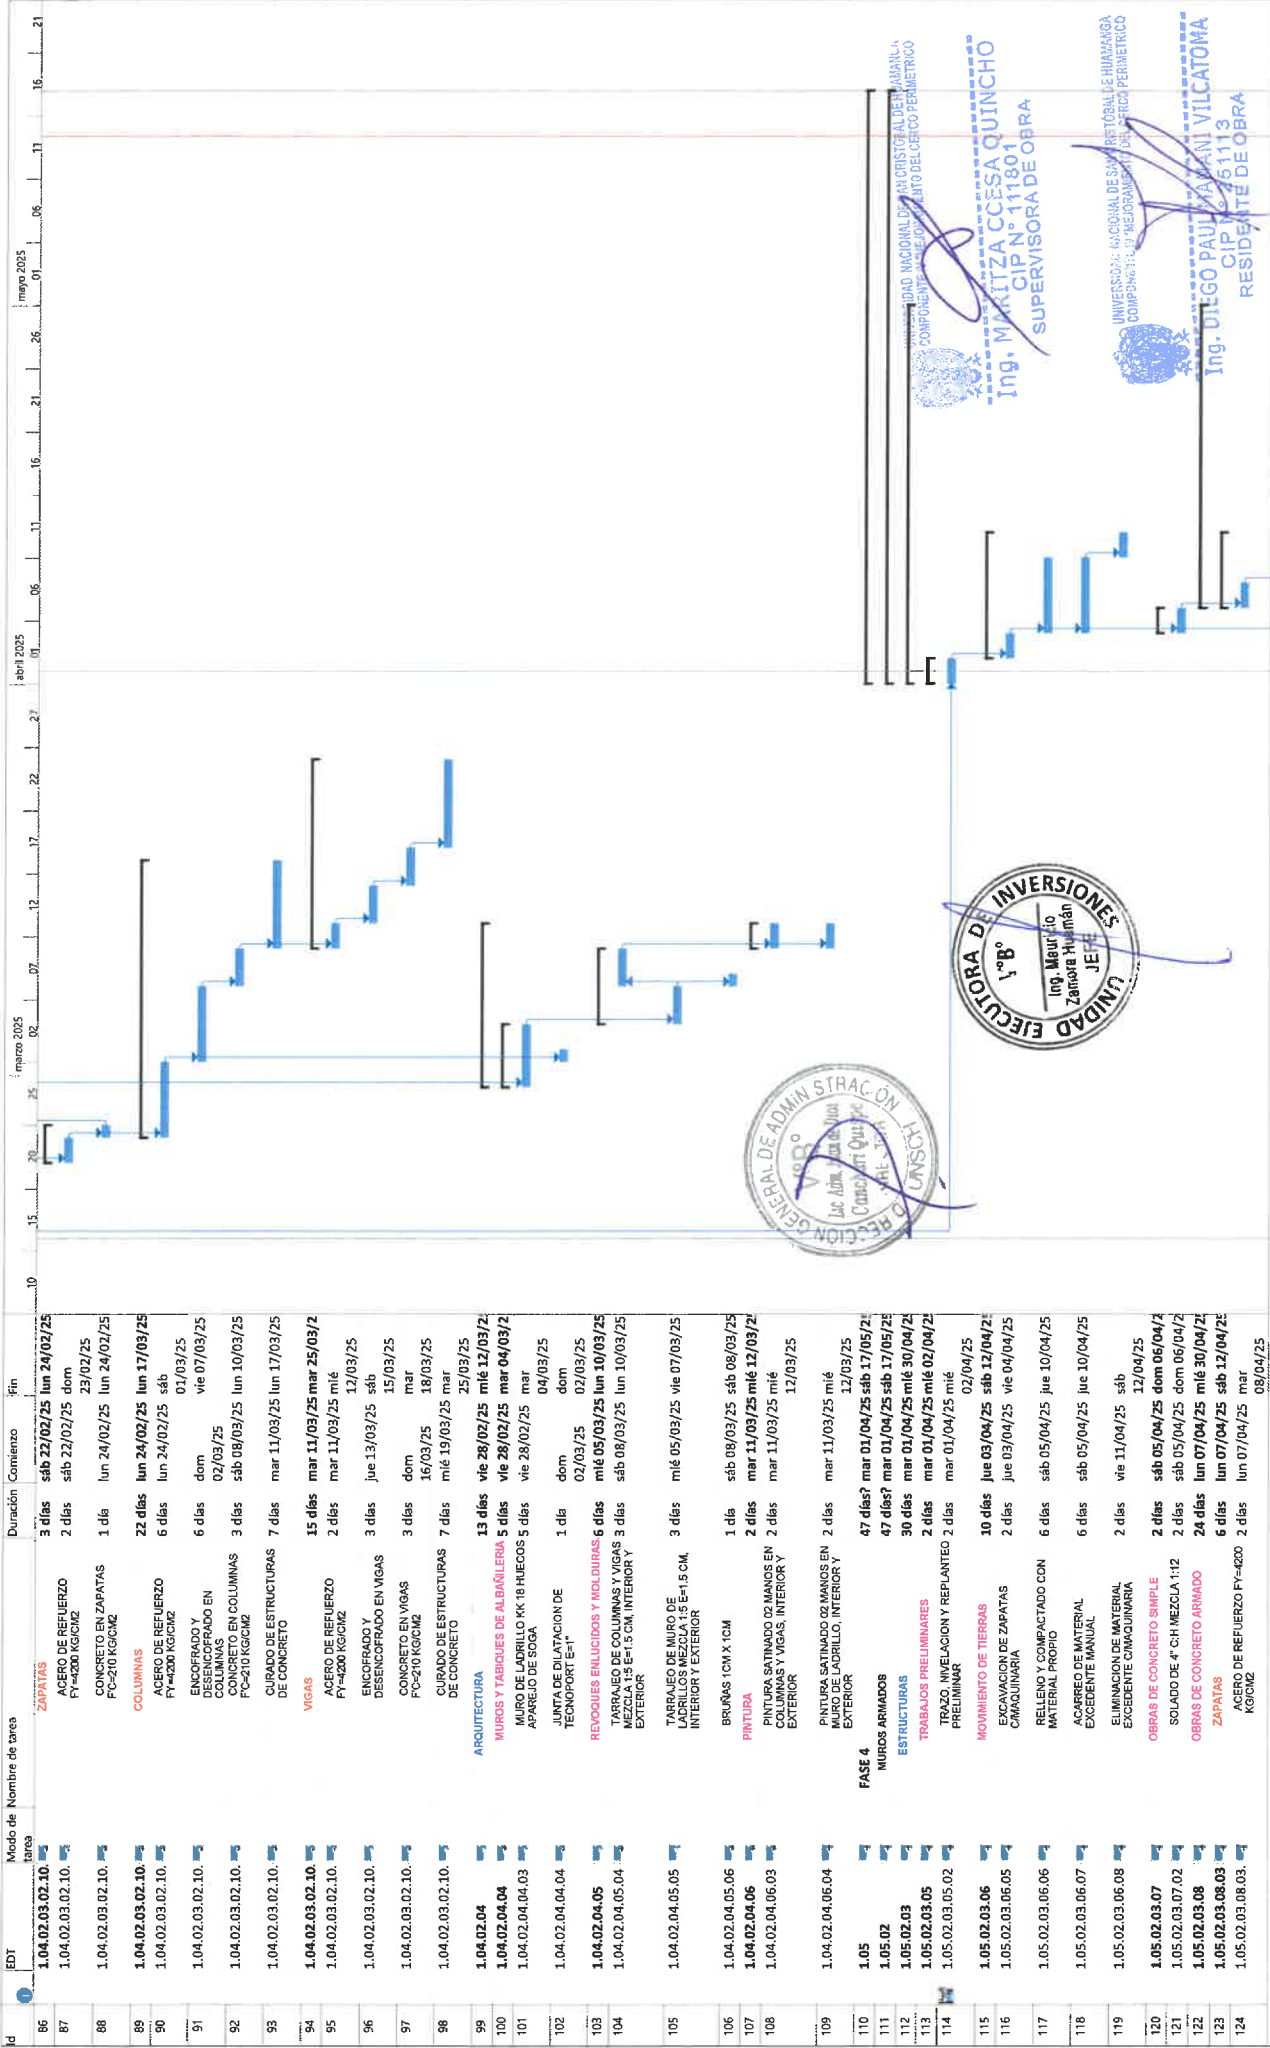 Id EDT Modo de tarea Nombre de tarea Duración Comienzo Fin
marzo 2025 abril 2025 mayo 2025
10 15 20 25 02 07 12 17 22 27 01 06 11 16 21 26 01 06 11 16 21
86 1.04.02.03.02.10. ZAPATAS 3 días sáb 22/02/25 lun 24/02/25
87 1.04.02.03.02.10. ACERO DE REFUERZO FY=4200 KG/CM2 2 días sáb 22/02/25 dom 23/02/25
88 1.04.02.03.02.10. CONCRETO EN ZAPATAS F'C=210 KG/CM2 1 día lun 24/02/25 lun 24/02/25
89 1.04.02.03.02.10. COLUMNAS 22 días lun 24/02/25 lun 17/03/25
90 1.04.02.03.02.10. ACERO DE REFUERZO FY=4200 KG/CM2 6 días lun 24/02/25 sáb 01/03/25
91 1.04.02.03.02.10. ENCOFRADO Y DESENCOFRADO EN COLUMNAS 6 días dom 02/03/25 vie 07/03/25
92 1.04.02.03.02.10. CONCRETO EN COLUMNAS F'C=210 KG/CM2 3 días sáb 08/03/25 lun 10/03/25
93 1.04.02.03.02.10. CURADO DE ESTRUCTURAS DE CONCRETO 7 días mar 11/03/25 lun 17/03/25
94 1.04.02.03.02.10. VIGAS 15 días mar 11/03/25 mar 25/03/2
95 1.04.02.03.02.10. ACERO DE REFUERZO FY=4200 KG/CM2 2 días mar 11/03/25 mié 12/03/25
96 1.04.02.03.02.10. ENCOFRADO Y DESENCOFRADO EN VIGAS 3 días jue 13/03/25 sáb 15/03/25
97 1.04.02.03.02.10. CONCRETO EN VIGAS F'C=210 KG/CM2 3 días dom 16/03/25 mar 18/03/25
98 1.04.02.03.02.10. CURADO DE ESTRUCTURAS DE CONCRETO 7 días mié 19/03/25 mar 25/03/25
99 1.04.02.04 ARQUITECTURA 13 días vie 28/02/25 mié 12/03/2
100 1.04.02.04.04 MUROS Y TABIQUES DE ALBAÑILERIA 5 días vie 28/02/25 mar 04/03/2
101 1.04.02.04.04.03 MURO DE LADRILLO KK 18 HUECOS APAREJO DE SOGA 5 días vie 28/02/25 mar 04/03/25
102 1.04.02.04.04.04 JUNTA DE DILATACION DE TECNOPORT E=1" 1 día dom 02/03/25 dom 02/03/25
103 1.04.02.04.05 REVOQUES ENLUCIDOS Y MOLDURAS 6 días mié 05/03/25 lun 10/03/25
104 1.04.02.04.05.04 TARRAJEO DE COLUMNAS Y VIGAS MEZCLA 1:5 E=1.5 CM, INTERIOR Y EXTERIOR 3 días sáb 08/03/25 lun 10/03/25
105 1.04.02.04.05.05 TARRAJEO DE MURO DE LADRILLOS MEZCLA 1:5 E=1.5 CM, INTERIOR Y EXTERIOR 3 días mié 05/03/25 vie 07/03/25
106 1.04.02.04.05.06 BRUÑAS 1CM X 1CM 1 día sáb 08/03/25 sáb 08/03/25
107 1.04.02.04.06 PINTURA 2 días mar 11/03/25 mié 12/03/25
108 1.04.02.04.06.03 PINTURA SATINADO 02 MANOS EN COLUMNAS Y VIGAS, INTERIOR Y EXTERIOR 2 días mar 11/03/25 mié 12/03/25
109 1.04.02.04.06.04 PINTURA SATINADO 02 MANOS EN MURO DE LADRILLO, INTERIOR Y EXTERIOR 2 días mar 11/03/25 mié 12/03/25
110 1.05 FASE 4 47 días? mar 01/04/25 sáb 17/05/2
111 1.05.02 MUROS ARMADOS 47 días? mar 01/04/25 sáb 17/05/25
112 1.05.02.03 ESTRUCTURAS 30 días mar 01/04/25 mié 30/04/2
113 1.05.02.03.05 TRABAJOS PRELIMINARES 2 días mar 01/04/25 mié 02/04/2
114 1.05.02.03.05.02 TRAZO, NIVELACION Y REPLANTEO PRELIMINAR 2 días mar 01/04/25 mié 02/04/25
115 1.05.02.03.06 MOVIMIENTO DE TIERRAS 10 días jue 03/04/25 sáb 12/04/2
116 1.05.02.03.06.05 EXCAVACION DE ZAPATAS C/MAQUINARIA 2 días jue 03/04/25 vie 04/04/25
117 1.05.02.03.06.06 RELLENO Y COMPACTADO CON MATERIAL PROPIO 6 días sáb 05/04/25 jue 10/04/25
118 1.05.02.03.06.07 ACARREO DE MATERIAL EXCEDENTE MANUAL 6 días sáb 05/04/25 jue 10/04/25
119 1.05.02.03.06.08 ELIMINACION DE MATERIAL EXCEDENTE C/MAQUINARIA 2 días vie 11/04/25 sáb 12/04/25
120 1.05.02.03.07 OBRAS DE CONCRETO SIMPLE 2 días sáb 05/04/25 dom 06/04/2
121 1.05.02.03.07.02 SOLADO DE 4" C:H MEZCLA 1:12 2 días sáb 05/04/25 dom 06/04/2
122 1.05.02.03.08 OBRAS DE CONCRETO ARMADO 24 días lun 07/04/25 mié 30/04/2
123 1.05.02.03.08.03 ZAPATAS 6 días lun 07/04/25 sáb 12/04/25
124 1.05.02.03.08.03. ACERO DE REFUERZO FY=4200 KG/CM2 2 días lun 07/04/25 mar 08/04/25
DIRECCIÓN GENERAL DE ADMINISTRACIÓN
UNSCH
V°B°
UNIDAD EJECUTORA DE INVERSIONES
V°B°
Ing. Mauricio
Zamora Huamán
JEFE
UNIVERSIDAD NACIONAL DE SAN CRISTOBAL DE HUAMANGA
COMPONENTE "MEJORAMIENTO DEL CERCO PERIMETRICO
Ing. MARITZA CCESA QUINCHO
CIP N° 111801
SUPERVISORA DE OBRA
UNIVERSIDAD NACIONAL DE SAN CRISTOBAL DE HUAMANGA
COMPONENTE "MEJORAMIENTO DEL CERCO PERIMETRICO
Ing. DIEGO PAUL MAMANI VILCATOMA
CIP N° 151113
RESIDENTE DE OBRA